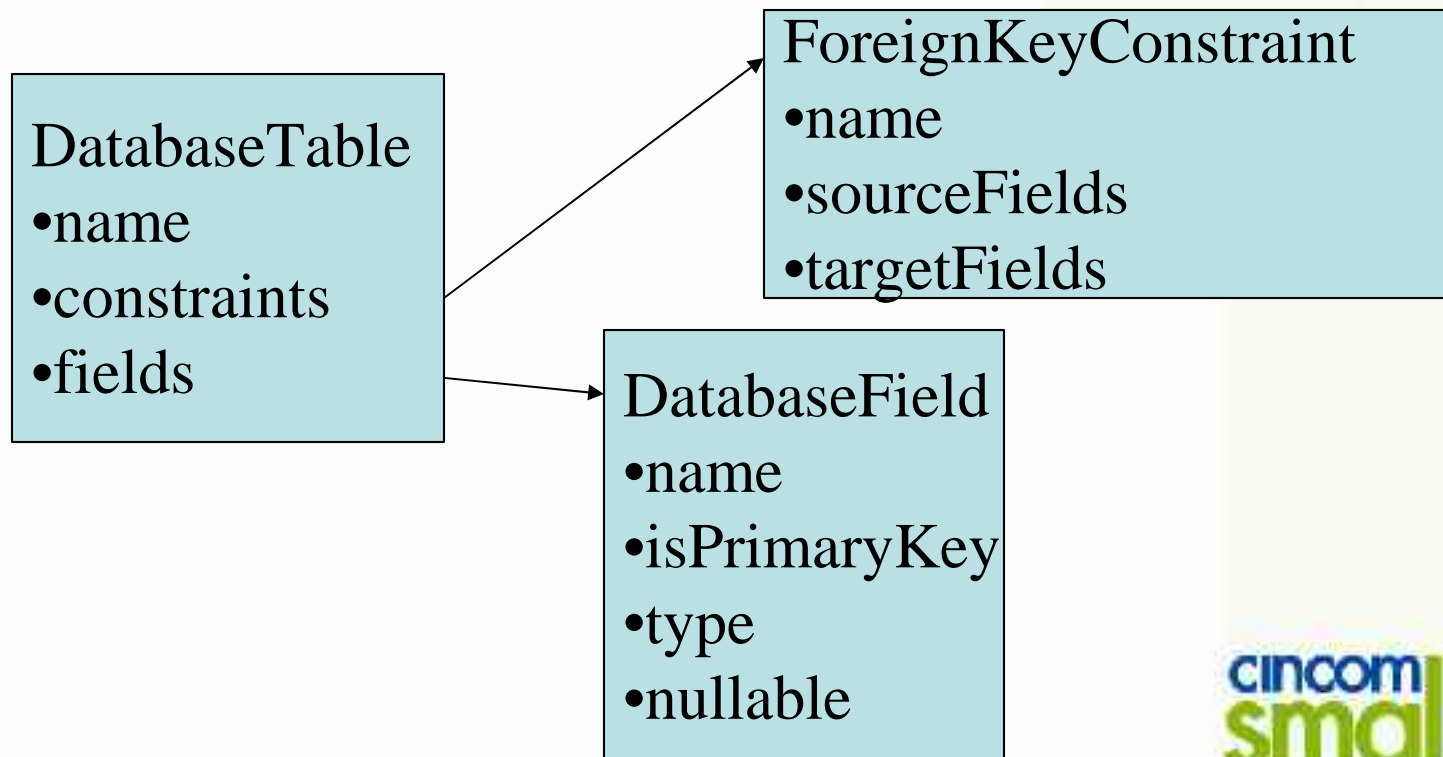 DatabaseTable
•name
•constraints
•fields
ForeignKeyConstraint
•name
•sourceFields
•targetFields
DatabaseField
•name
•isPrimaryKey
•type
•nullable
cincom